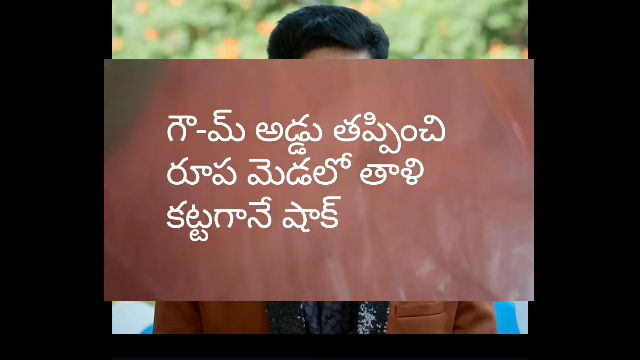 గౌ-మ్ అడ్డు తప్పించి
రూప మెడలో తాళి
కట్టగానే షాక్